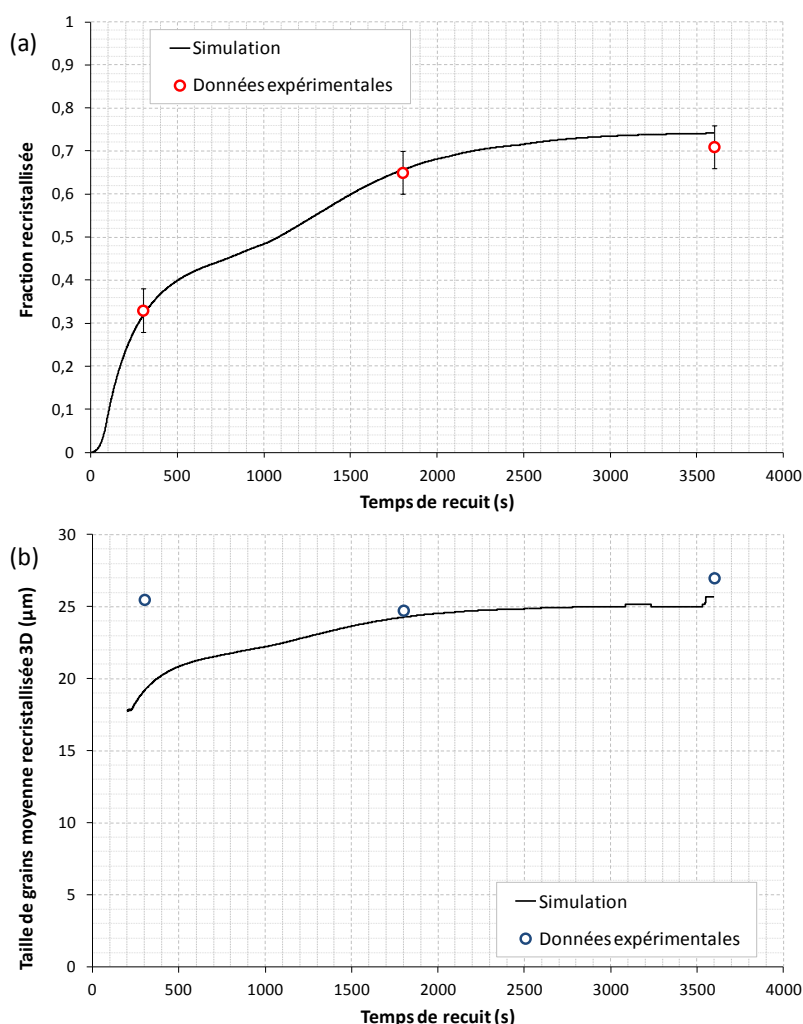 (a)
1
0,9
0,8
0,7
0,6
0,5
0,4
0,3
0,2
0,1
0
Fraction recristallisée
Simulation
Données expérimentales
0 500 1000 1500 2000 2500 3000 3500 4000
Temps de recuit (s)
(b)
30
25
20
15
10
5
0
Taille de grains moyenne recristallisée 3D (µm)
Simulation
Données expérimentales
0 500 1000 1500 2000 2500 3000 3500 4000
Temps de recuit (s)